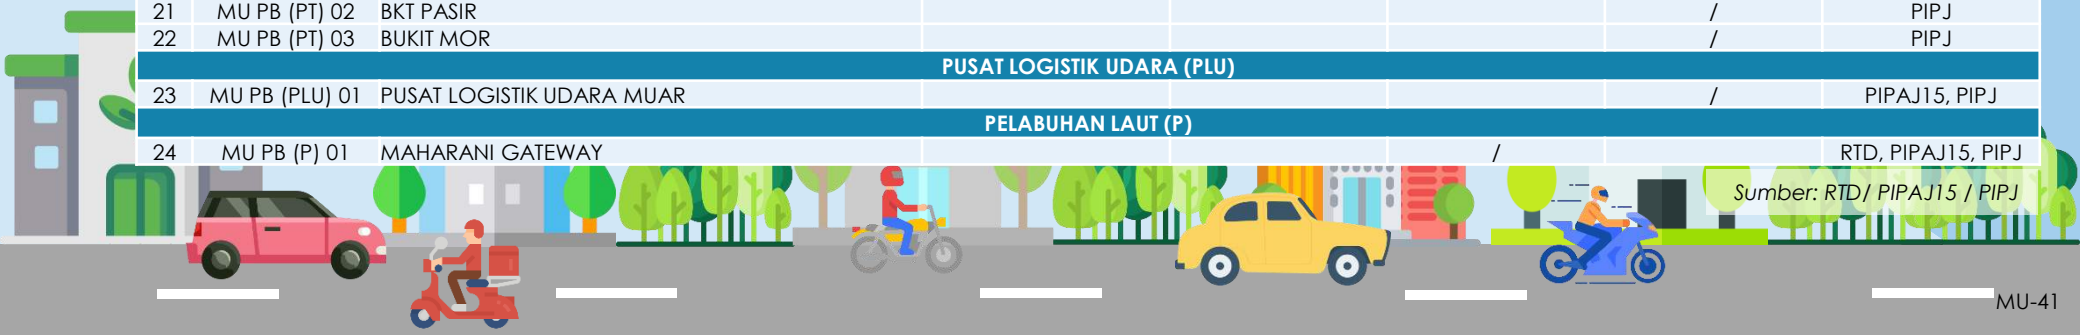 21 MU PB (PT) 02 BKT PASIR / PIPJ
22 MU PB (PT) 03 BUKIT MOR / PIPJ
PUSAT LOGISTIK UDARA (PLU)
23 MU PB (PLU) 01 PUSAT LOGISTIK UDARA MUAR / PIPAJ15, PIPJ
PELABUHAN LAUT (P)
24 MU PB (P) 01 MAHARANI GATEWAY / RTD, PIPAJ15, PIPJ
Sumber: RTD/ PIPAJ15 / PIPJ
MU-41